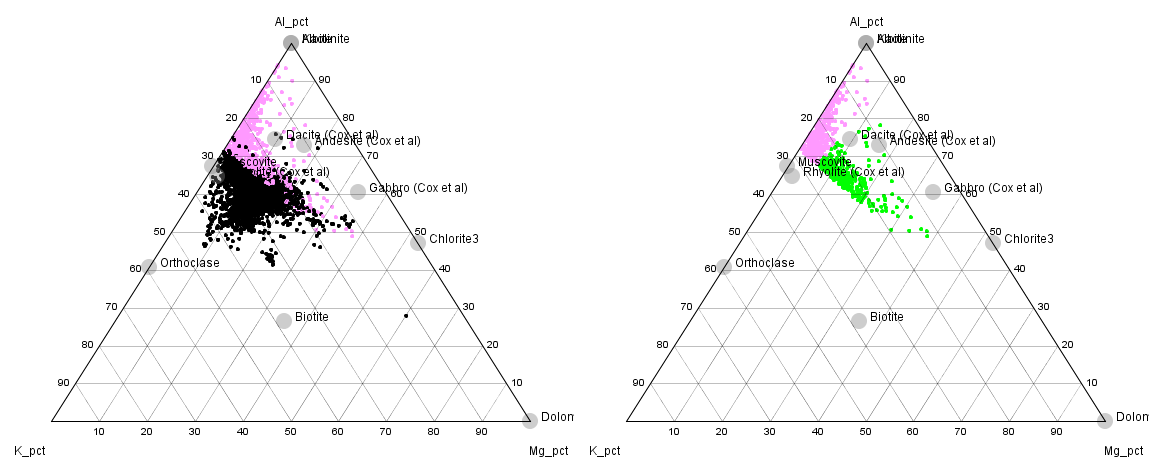 Al_pct
Kaolinite
10 90
20 80
Dacite (Cox et al)
Andesite (Cox et al)
30 70
Muscovite
(Cox et al)
40 60
Gabbro (Cox et al)
50 50
Chlorite3
60 40
Orthoclase
70 30
Biotite
80 20
90 10
Dolom
10 20 30 40 50 60 70 80 90
K_pct Mg_pct
Al_pct
Kaolinite
10 90
20 80
Dacite (Cox et al)
Andesite (Cox et al)
30 70
Muscovite
Rhyolite (Cox et al)
40 60
Gabbro (Cox et al)
50 50
Chlorite3
60 40
Orthoclase
70 30
Biotite
80 20
90 10
Dolom
10 20 30 40 50 60 70 80 90
K_pct Mg_pct